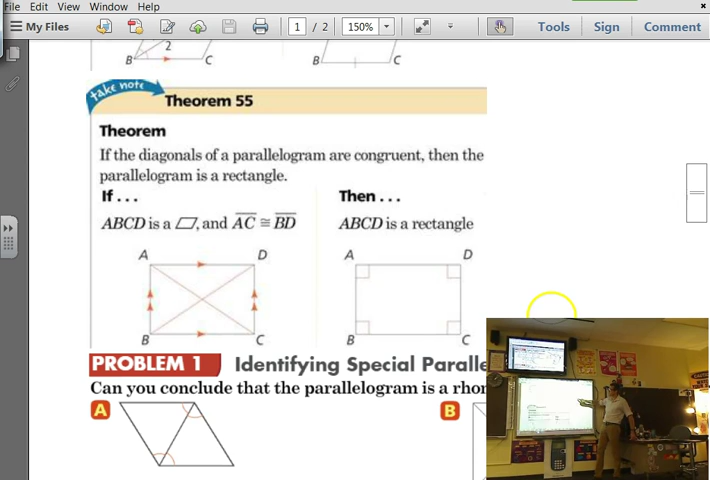 File Edit View Window Help
My Files 1 / 2 150% Tools Sign Comment
2
B C B C
take note
Theorem 55
Theorem
If the diagonals of a parallelogram are congruent, then the
parallelogram is a rectangle.
If . . . Then . . .
ABCD is a ▱, and AC ≅ BD ABCD is a rectangle
A D A D
B C B C
PROBLEM 1 Identifying Special Paralle
Can you conclude that the parallelogram is a rhon
A B